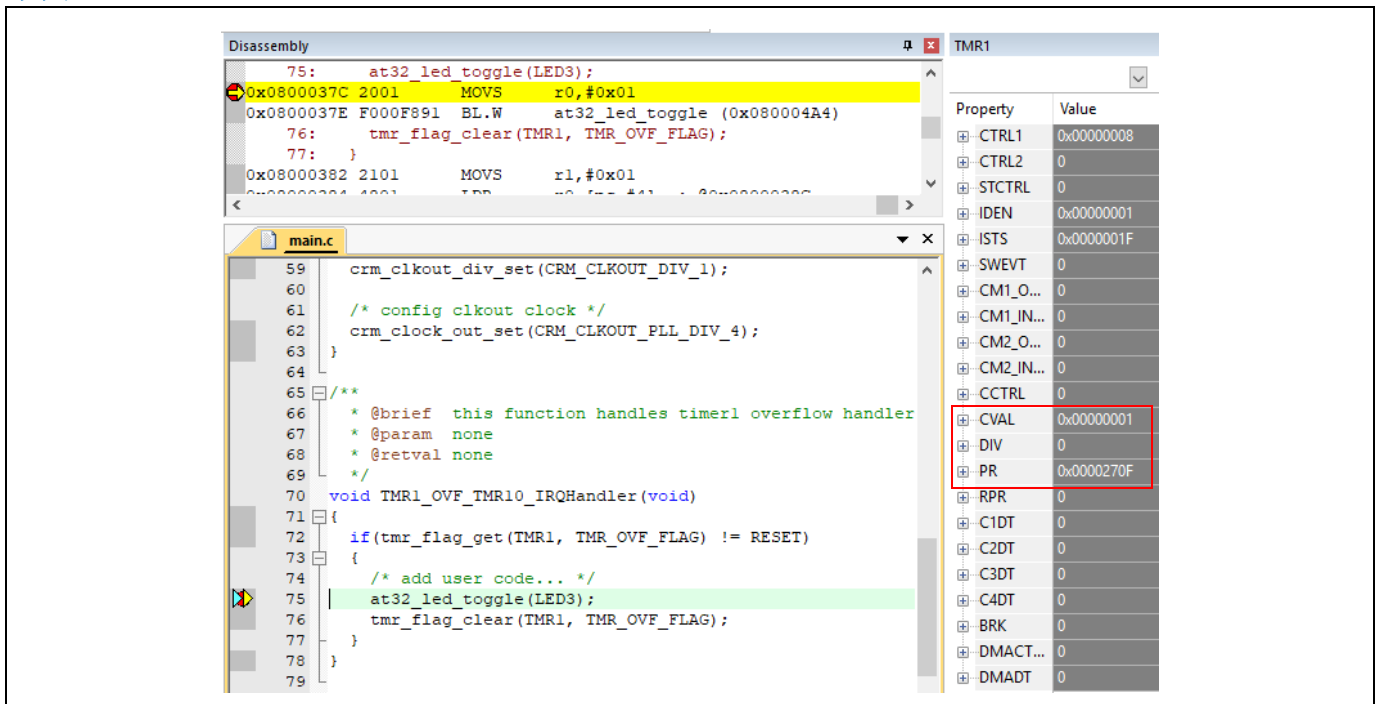 Disassembly
75: at32_led_toggle(LED3);
0x0800037C 2001 MOVS r0,#0x01
0x0800037E F000F891 BL.W at32_led_toggle (0x080004A4)
76: tmr_flag_clear(TMR1, TMR_OVF_FLAG);
77: }
0x08000382 2101 MOVS r1,#0x01
main.c
59 crm_clkout_div_set(CRM_CLKOUT_DIV_1);
60
61 /* config clkout clock */
62 crm_clock_out_set(CRM_CLKOUT_PLL_DIV_4);
63 }
64
65 /**
66 * @brief this function handles timer1 overflow handler
67 * @param none
68 * @retval none
69 */
70 void TMR1_OVF_TMR10_IRQHandler(void)
71 {
72 if(tmr_flag_get(TMR1, TMR_OVF_FLAG) != RESET)
73 {
74 /* add user code... */
75 at32_led_toggle(LED3);
76 tmr_flag_clear(TMR1, TMR_OVF_FLAG);
77 }
78 }
79
TMR1
Property Value
CTRL1 0x00000008
CTRL2 0
STCTRL 0
IDEN 0x00000001
ISTS 0x0000001F
SWEVT 0
CM1_O... 0
CM1_IN... 0
CM2_O... 0
CM2_IN... 0
CCTRL 0
CVAL 0x00000001
DIV 0
PR 0x0000270F
RPR 0
C1DT 0
C2DT 0
C3DT 0
C4DT 0
BRK 0
DMACT... 0
DMADT 0